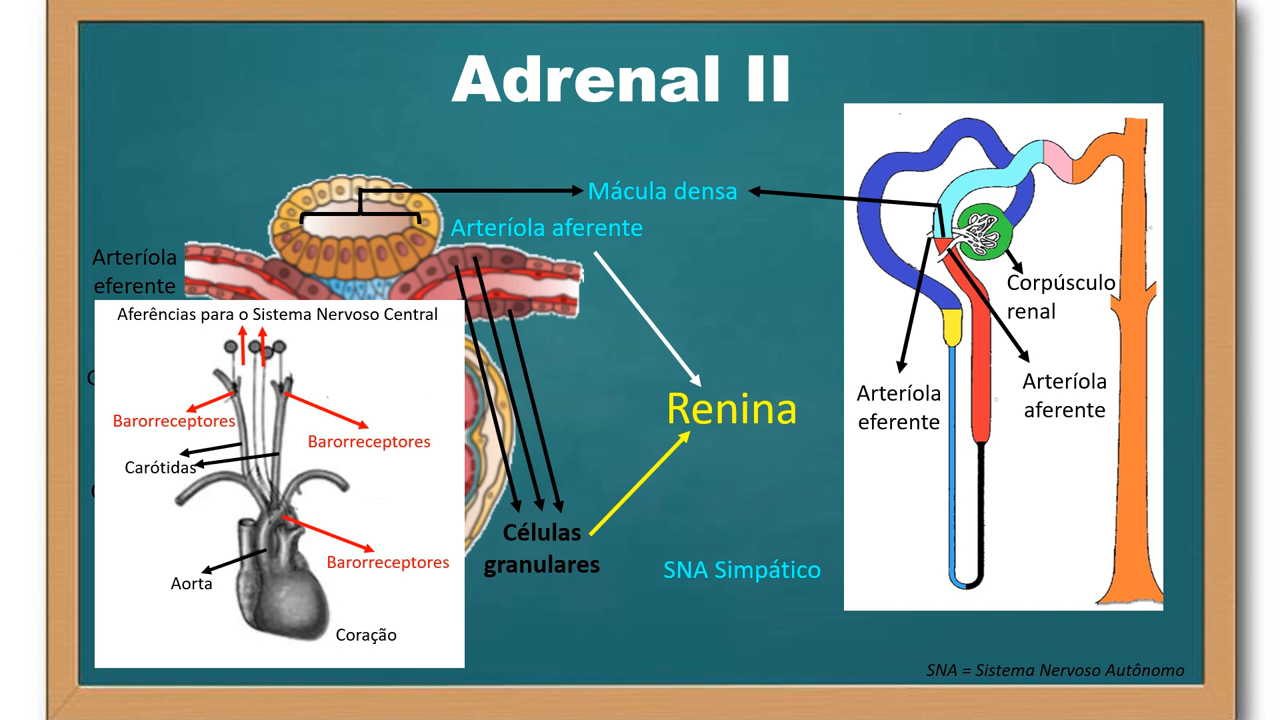 Adrenal II
Mácula densa
Arteríola aferente
Arteríola
eferente
Aferências para o Sistema Nervoso Central
Barorreceptores
Barorreceptores
Carótidas
Barorreceptores
Aorta
Coração
Células
granulares
Renina
SNA Simpático
Corpúsculo
renal
Arteríola
eferente
Arteríola
aferente
SNA = Sistema Nervoso Autônomo